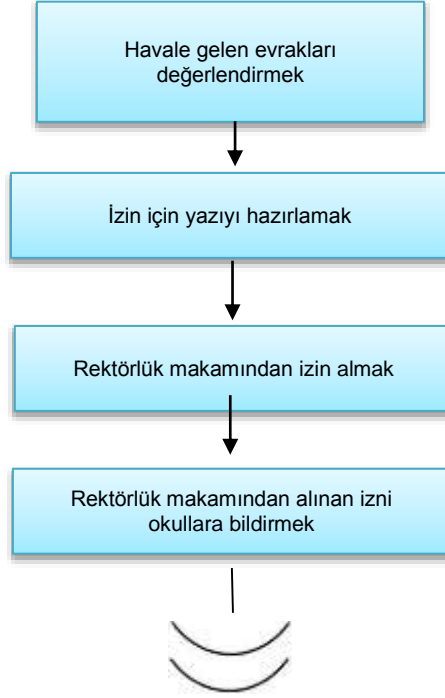 Havale gelen evrakları
değerlendirmek
İzin için yazıyı hazırlamak
Rektörlük makamından izin almak
Rektörlük makamından alınan izni
okullara bildirmek